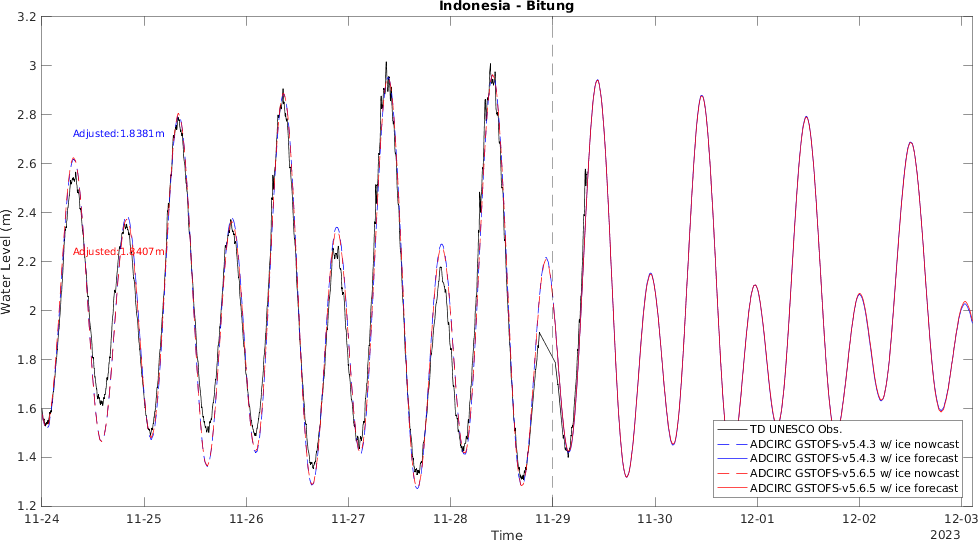 Indonesia - Bitung
3.2
3
2.8
2.6
2.4
2.2
2
1.8
1.6
1.4
1.2
Water Level (m)
Adjusted:1.8381m
Adjusted:1.8407m
TD UNESCO Obs.
ADCIRC GSTOFS-v5.4.3 w/ ice nowcast
ADCIRC GSTOFS-v5.4.3 w/ ice forecast
ADCIRC GSTOFS-v5.6.5 w/ ice nowcast
ADCIRC GSTOFS-v5.6.5 w/ ice forecast
11-24 11-25 11-26 11-27 11-28 11-29 11-30 12-01 12-02 12-03
Time
2023